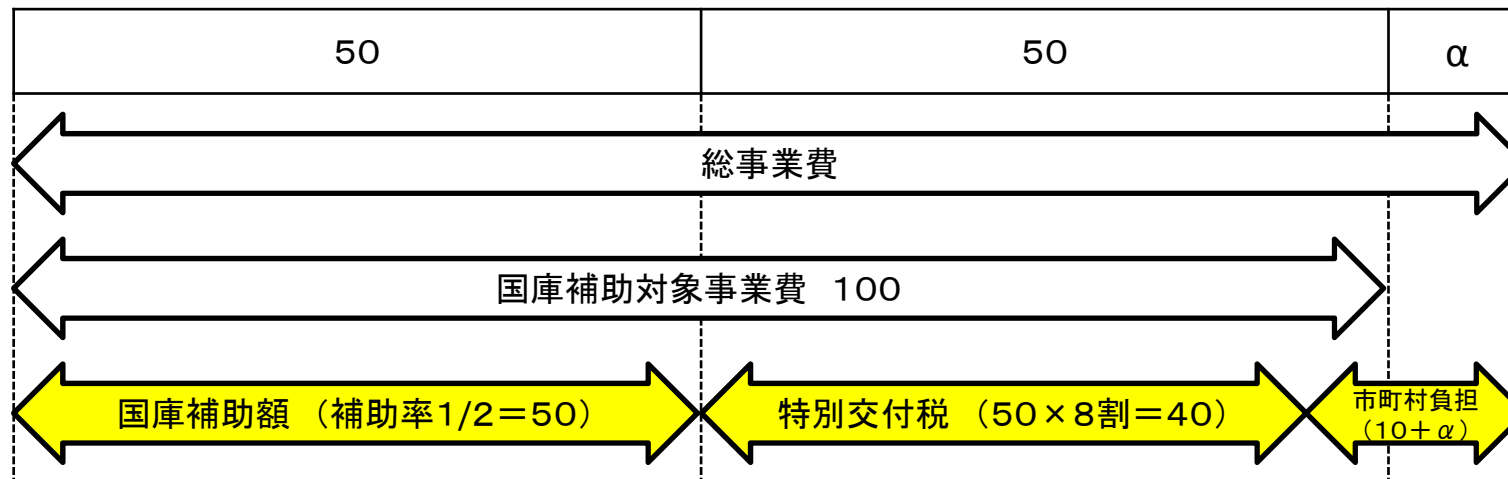 50 50 α
総事業費
国庫補助対象事業費 100
国庫補助額 (補助率1/2=50) 特別交付税 (50×8割=40) 市町村負担
(10+α)